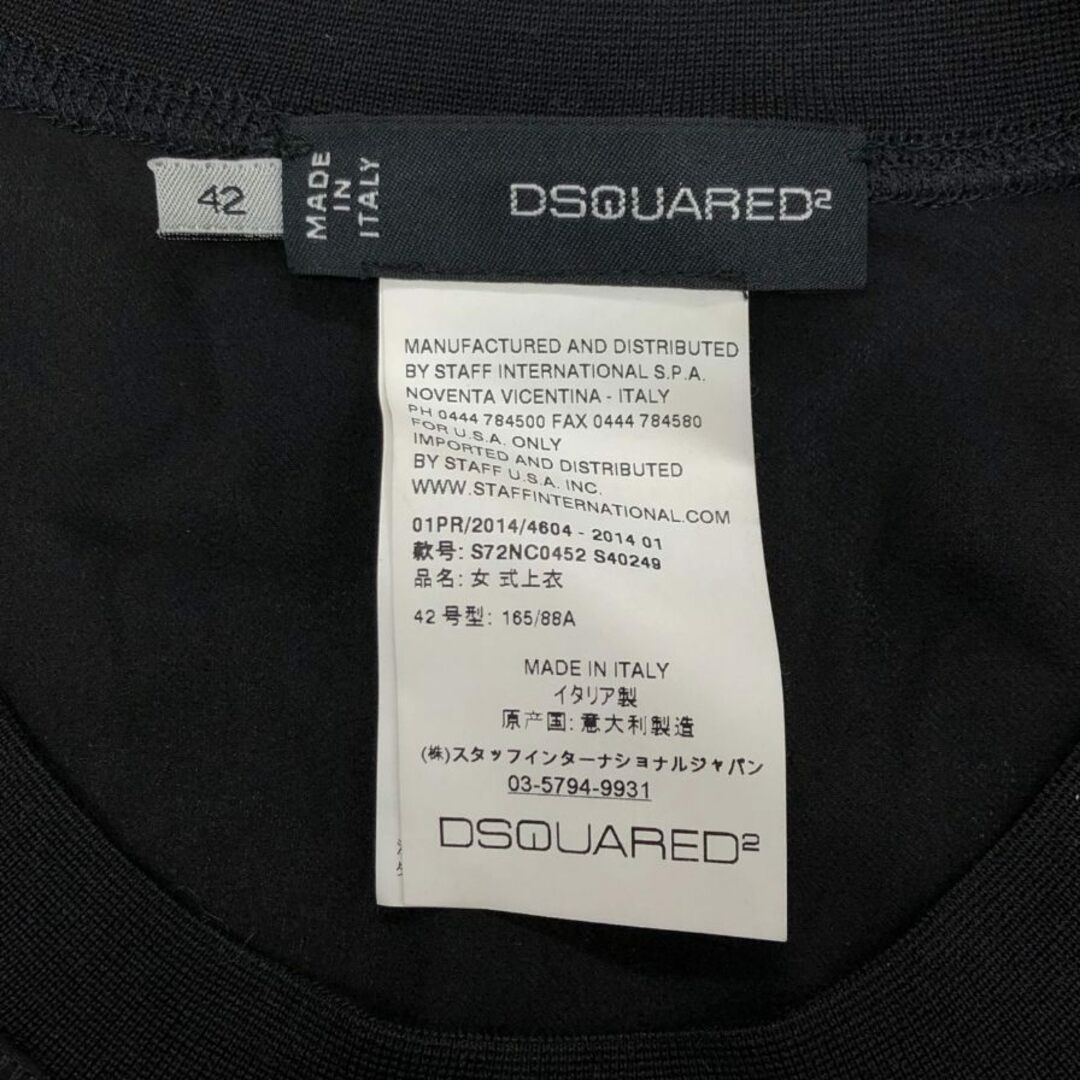 42
MADE
IN
ITALY
DSQUARED2
MANUFACTURED AND DISTRIBUTED
BY STAFF INTERNATIONAL S.P.A.
NOVENTA VICENTINA - ITALY
PH 0444 784500 FAX 0444 784580
FOR U.S.A. ONLY
IMPORTED AND DISTRIBUTED
BY STAFF U.S.A. INC.
WWW.STAFFINTERNATIONAL.COM
01PR/2014/4604 - 2014 01
款号: S72NC0452 S40249
品名: 女 式上衣
42 号型: 165/88A
MADE IN ITALY
イタリア製
原产国: 意大利製造
(株)スタッフインターナショナルジャパン
03-5794-9931
DSQUARED2